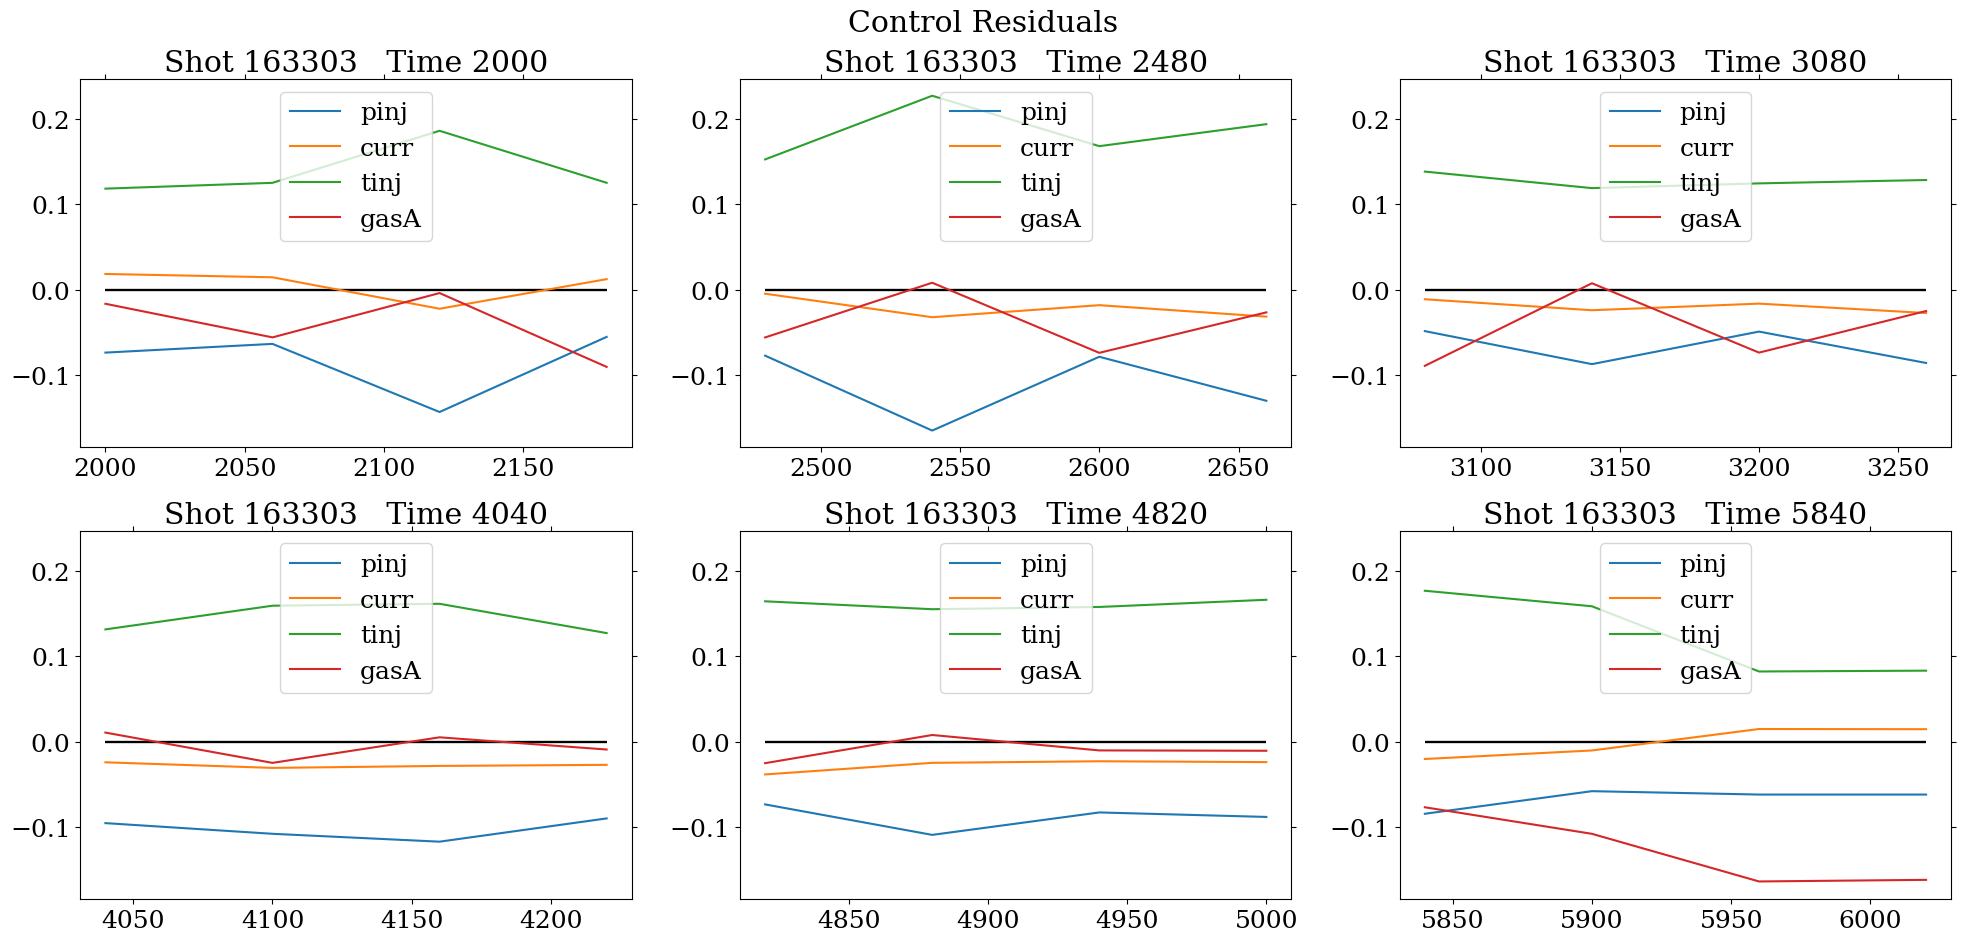 Control Residuals
Shot 163303   Time 2000
Shot 163303   Time 2480
Shot 163303   Time 3080
0.2
0.1
0.0
−0.1
pinj
curr
tinj
gasA
2000 2050 2100 2150
0.2
0.1
0.0
−0.1
pinj
curr
tinj
gasA
2500 2550 2600 2650
0.2
0.1
0.0
−0.1
pinj
curr
tinj
gasA
3100 3150 3200 3250
Shot 163303   Time 4040
Shot 163303   Time 4820
Shot 163303   Time 5840
0.2
0.1
0.0
−0.1
pinj
curr
tinj
gasA
4050 4100 4150 4200
0.2
0.1
0.0
−0.1
pinj
curr
tinj
gasA
4850 4900 4950 5000
0.2
0.1
0.0
−0.1
pinj
curr
tinj
gasA
5850 5900 5950 6000